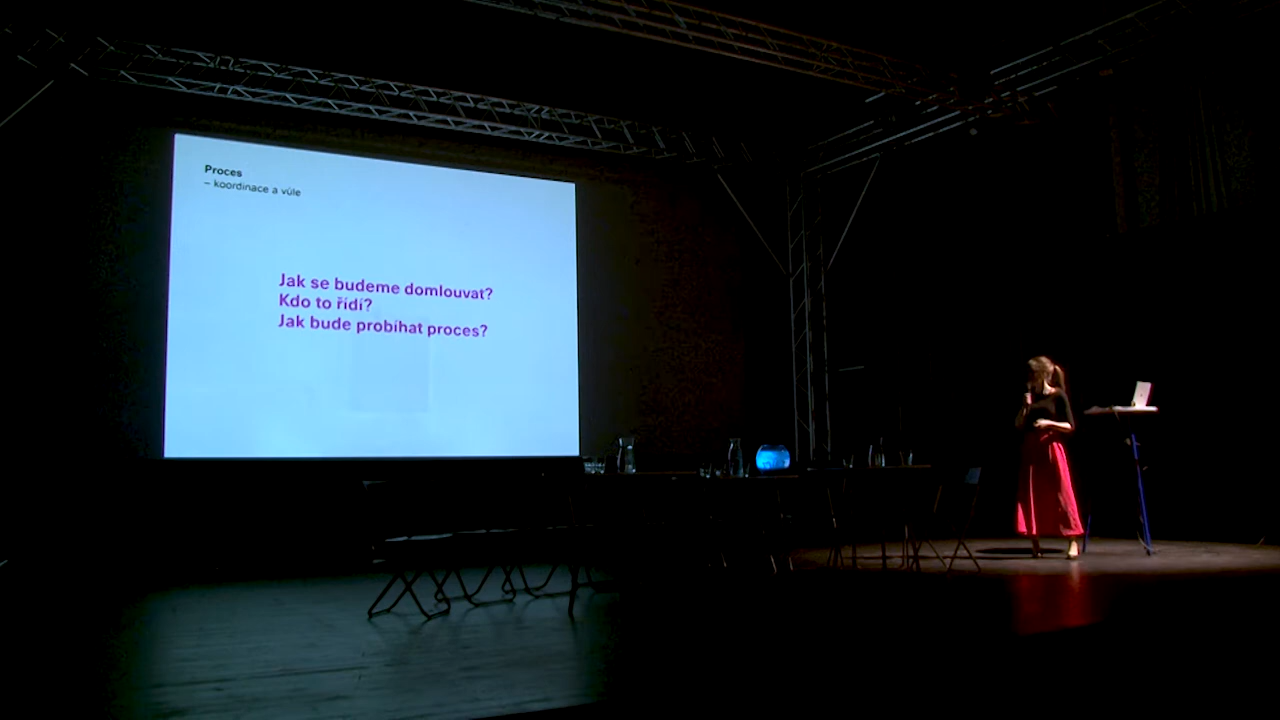 Proces
– koordinace a vůle
Jak se budeme domlouvat?
Kdo to řídí?
Jak bude probíhat proces?